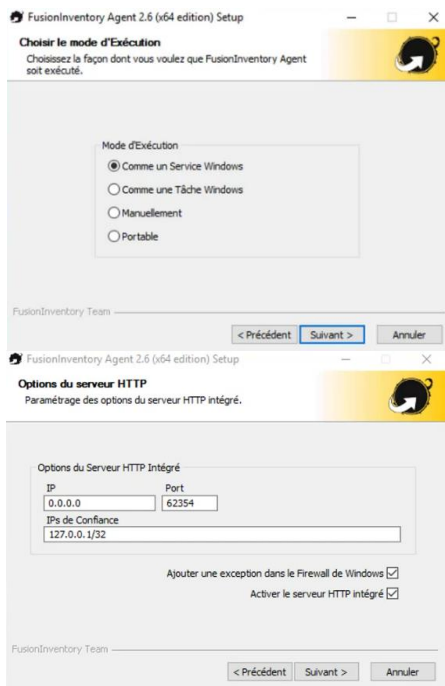 FusionInventory Agent 2.6 (x64 edition) Setup
Choisir le mode d'Exécution
Choisissez la façon dont vous voulez que FusionInventory Agent
soit exécuté.
Mode d'Exécution
Comme un Service Windows
Comme une Tâche Windows
Manuellement
Portable
FusionInventory Team
< Précédent Suivant > Annuler
FusionInventory Agent 2.6 (x64 edition) Setup
Options du serveur HTTP
Paramétrage des options du serveur HTTP intégré.
Options du Serveur HTTP Intégré
IP Port
0.0.0.0 62354
IPs de Confiance
127.0.0.1/32
Ajouter une exception dans le Firewall de Windows
Activer le serveur HTTP intégré
FusionInventory Team
< Précédent Suivant > Annuler